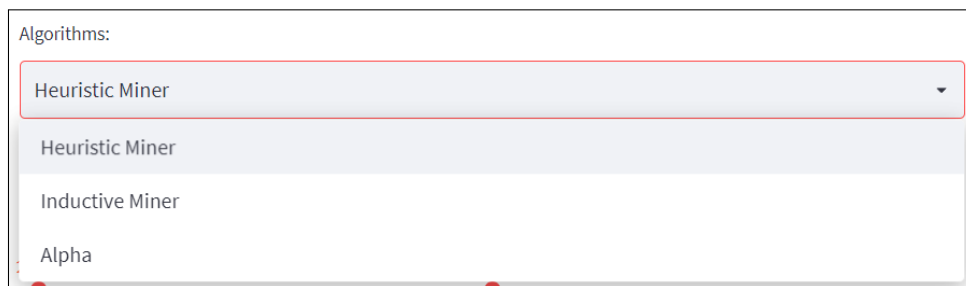 Algorithms:
Heuristic Miner
Heuristic Miner
Inductive Miner
Alpha